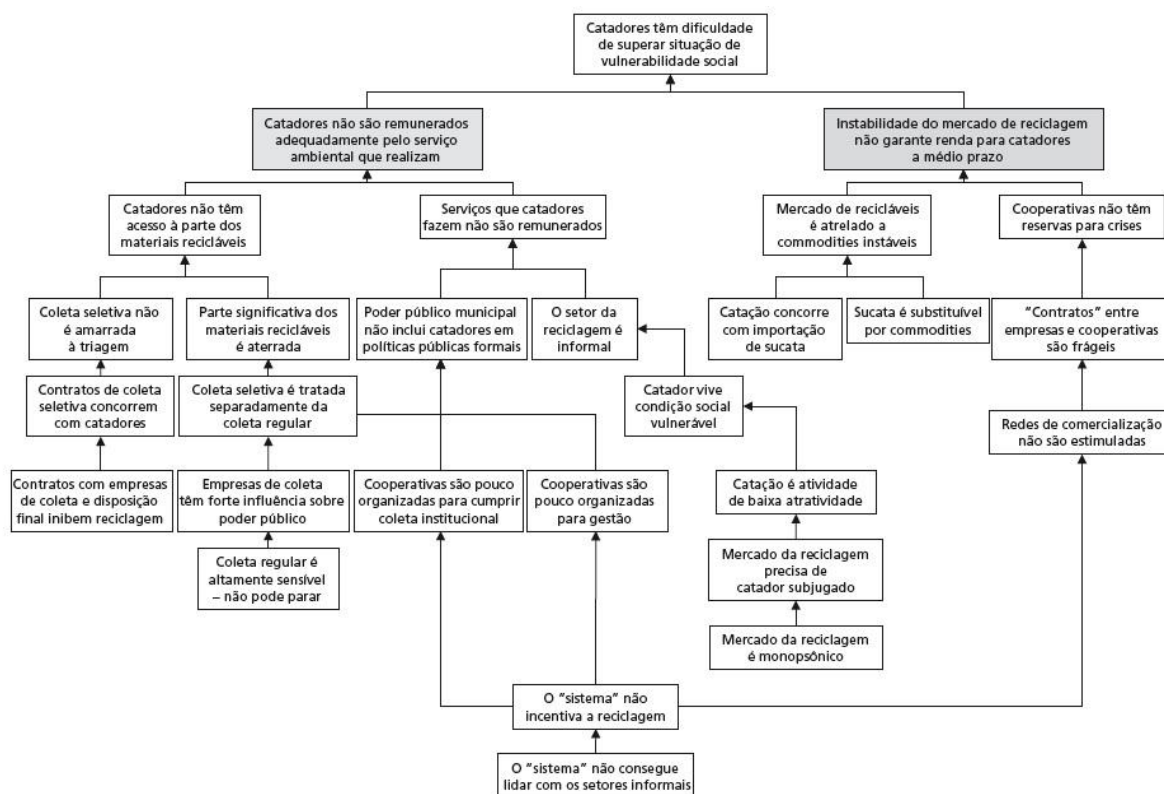 Catadores têm dificuldade
de superar situação de
vulnerabilidade social
Catadores não são remunerados
adequadamente pelo serviço
ambiental que realizam
Instabilidade do mercado de reciclagem
não garante renda para catadores
a médio prazo
Catadores não têm
acesso à parte dos
materiais recicláveis
Serviços que catadores
fazem não são remunerados
Mercado de recicláveis
é atrelado a
commodities instáveis
Cooperativas não têm
reservas para crises
Coleta seletiva não
é amarrada
à triagem
Parte significativa dos
materiais recicláveis
é aterrada
Poder público municipal
não inclui catadores em
políticas públicas formais
O setor da
reciclagem é
informal
Catação concorre
com importação
de sucata
Sucata é substituível
por commodities
"Contratos" entre
empresas e cooperativas
são frágeis
Contratos de coleta
seletiva concorrem
com catadores
Coleta seletiva é tratada
separadamente da
coleta regular
Catador vive
condição social
vulnerável
Redes de comercialização
não são estimuladas
Contratos com empresas
de coleta e disposição
final inibem reciclagem
Empresas de coleta
têm forte influência sobre
poder público
Cooperativas são pouco
organizadas para cumprir
coleta institucional
Cooperativas são
pouco organizadas
para gestão
Catação é atividade
de baixa atratividade
Coleta regular é
altamente sensível
– não pode parar
Mercado da reciclagem
precisa de
catador subjugado
Mercado da reciclagem
é monopsônico
O "sistema" não
incentiva a reciclagem
O "sistema" não consegue
lidar com os setores informais